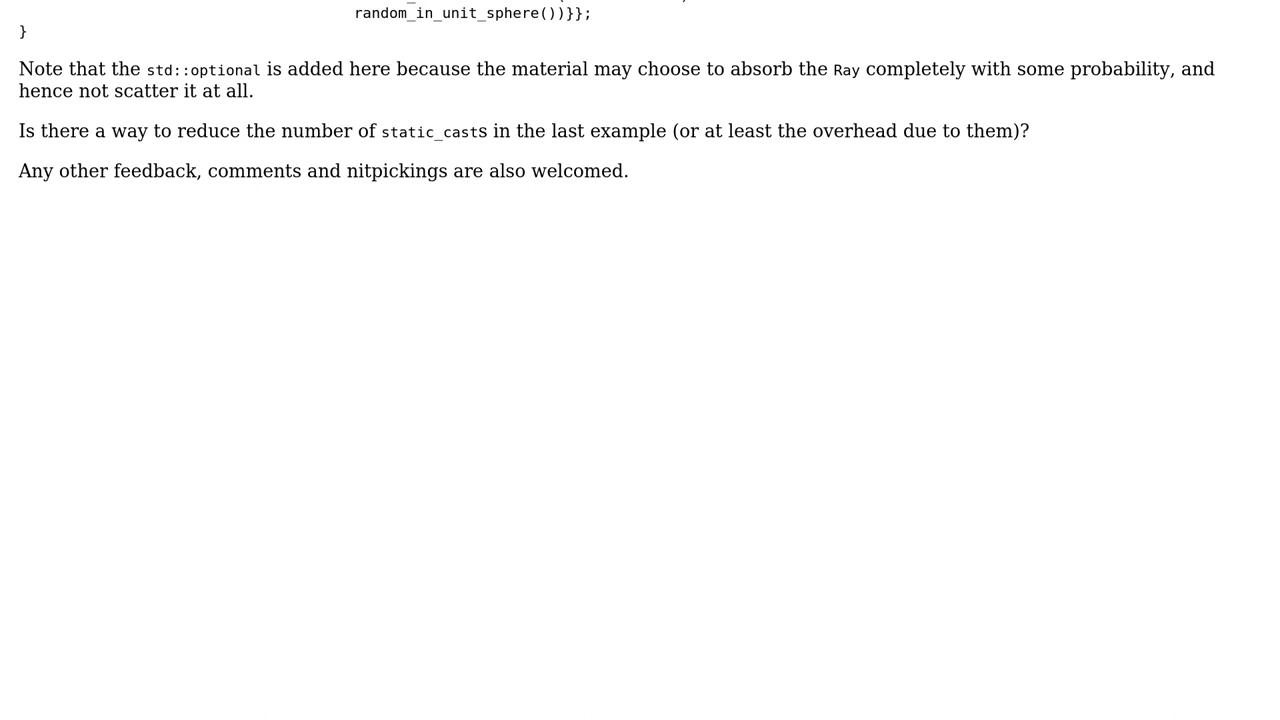 random_in_unit_sphere())}};
}
Note that the std::optional is added here because the material may choose to absorb the Ray completely with some probability, and
hence not scatter it at all.
Is there a way to reduce the number of static_casts in the last example (or at least the overhead due to them)?
Any other feedback, comments and nitpickings are also welcomed.